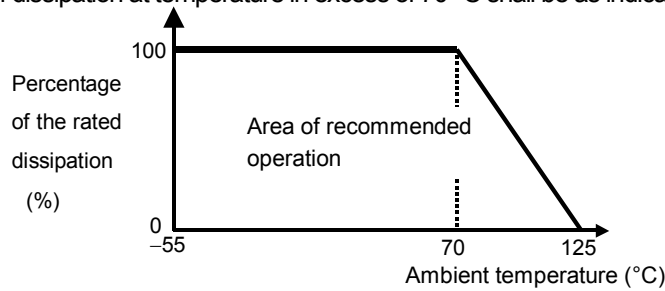 dissipation at temperature in excess of 70 °C shall be as indica
100
Percentage
of the rated
dissipation
(%)
Area of recommended
operation
0
−55
70
125
Ambient temperature (°C)